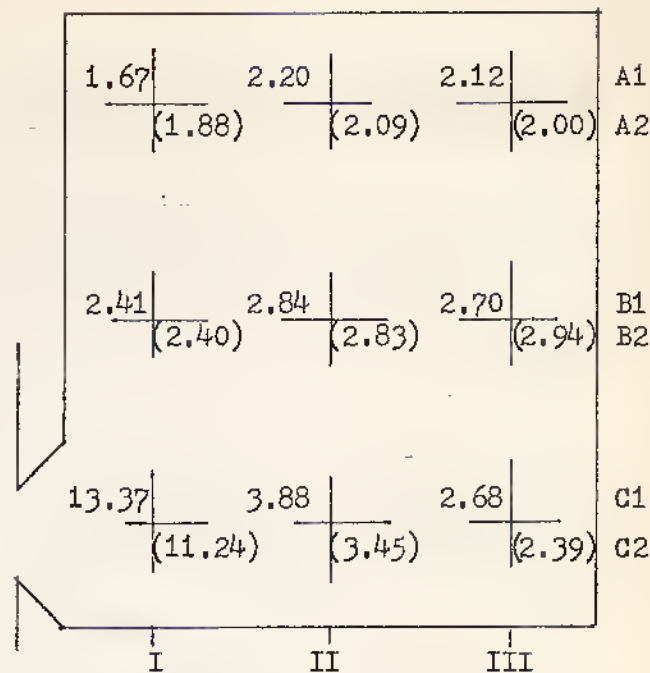 1.67 2.20 2.12 A1
(1.88) (2.09) (2.00) A2
2.41 2.84 2.70 B1
(2.40) (2.83) (2.94) B2
13.37 3.88 2.68 C1
(11.24) (3.45) (2.39) C2
I II III